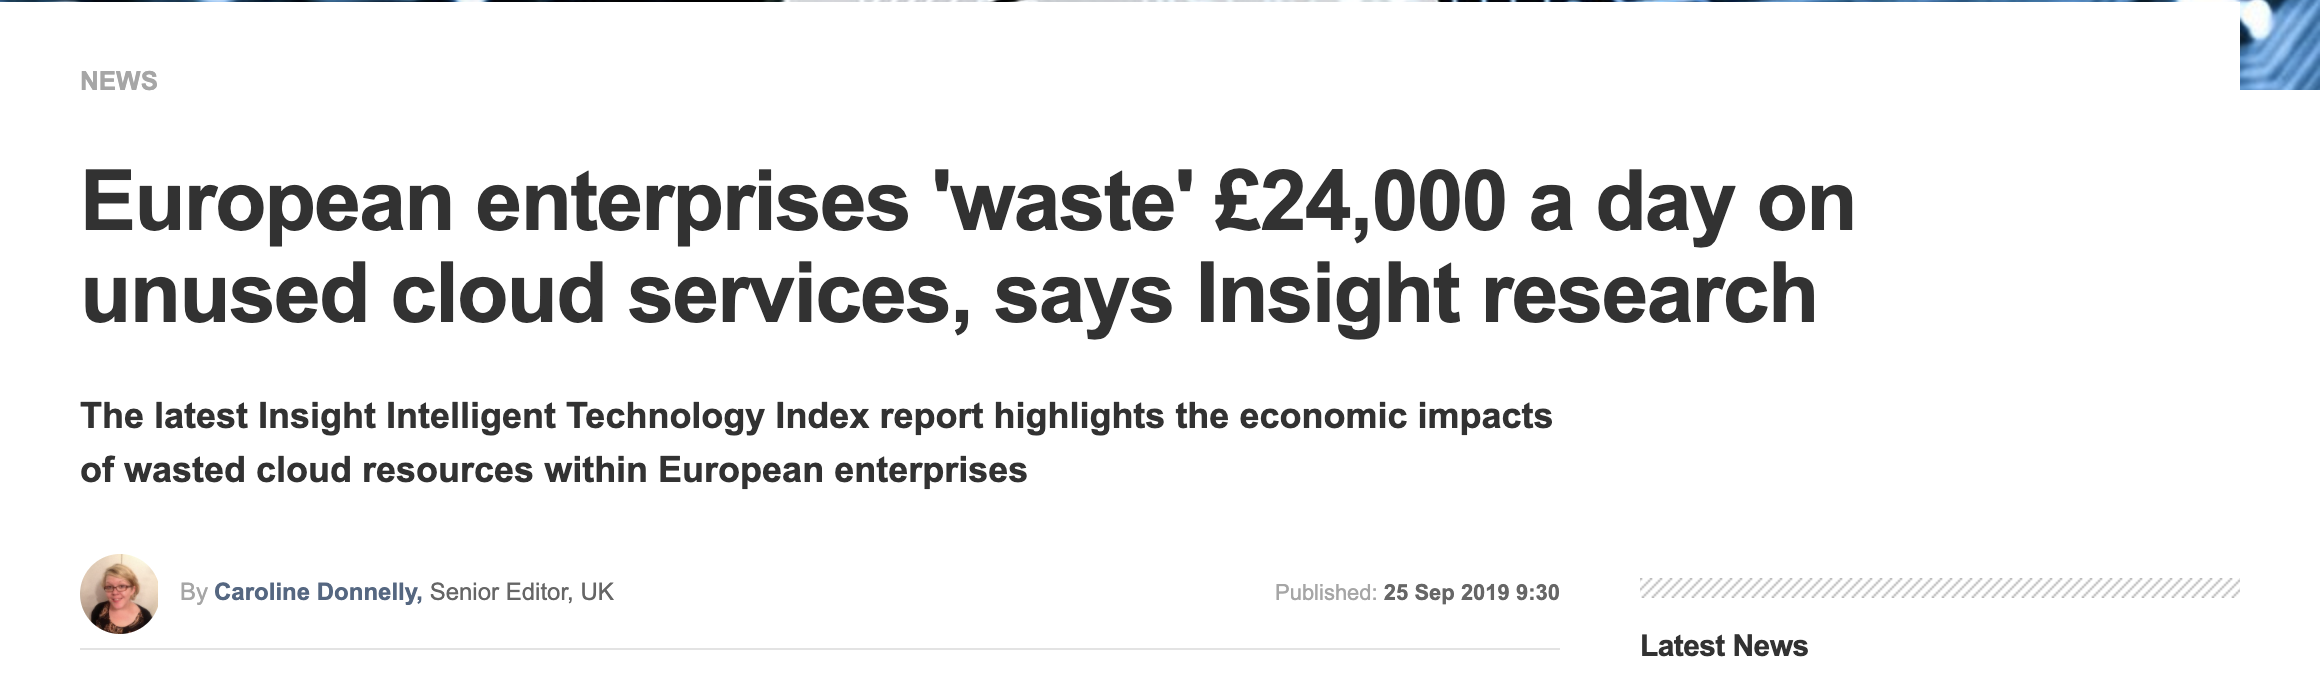 NEWS
European enterprises 'waste' £24,000 a day on
unused cloud services, says Insight research
The latest Insight Intelligent Technology Index report highlights the economic impacts
of wasted cloud resources within European enterprises
By Caroline Donnelly, Senior Editor, UK
Published: 25 Sep 2019 9:30
Latest News